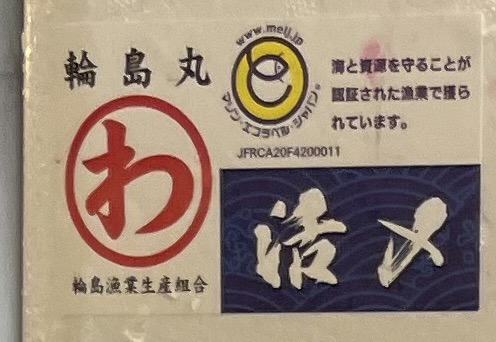 輪島丸
わ
輪島漁業生産組合
www.melj.jp
マリン・エコラベル・ジャパン®
海と資源を守ることが
認証された漁業で獲ら
れています。
JFRCA20F4200011
活〆